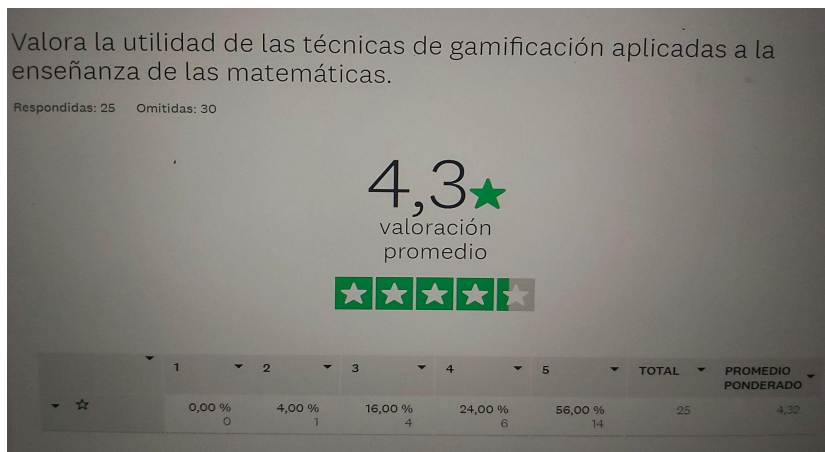 Valora la utilidad de las técnicas de gamificación aplicadas a la
enseñanza de las matemáticas.
Respondidas: 25 Omitidas: 30
4,3
valoración
promedio
1 2 3 4 5 TOTAL PROMEDIO
PONDERADO
0,00 % 4,00 % 16,00 % 24,00 % 56,00 % 25 4,32
0 1 4 6 14